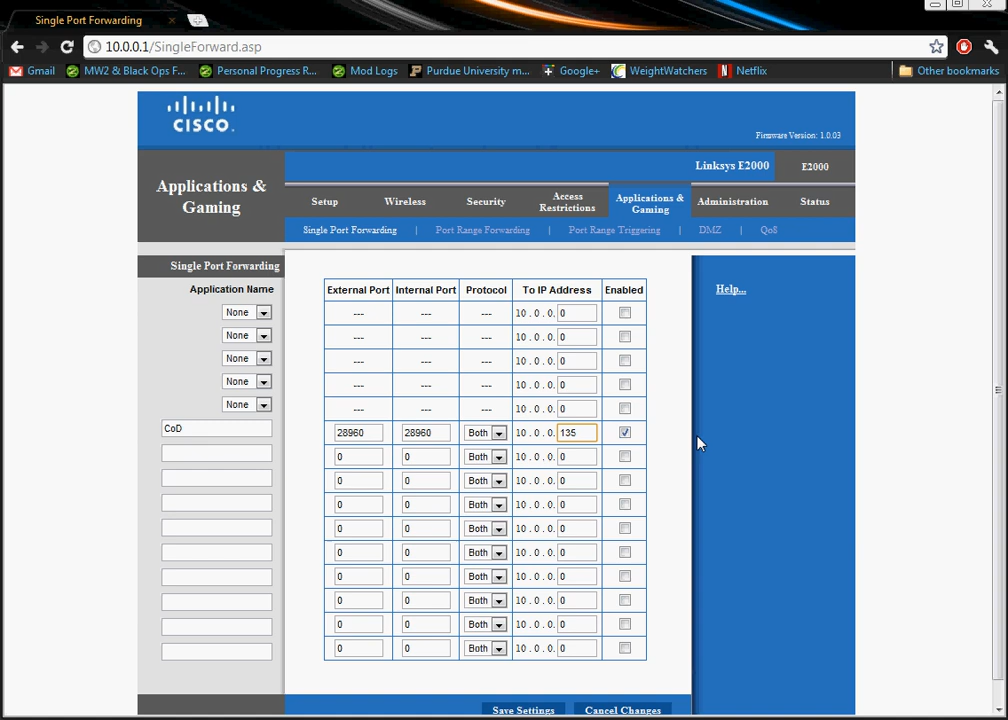 Single Port Forwarding
10.0.0.1/SingleForward.asp
Gmail MW2 & Black Ops F... Personal Progress R... Mod Logs Purdue University m... Google+ WeightWatchers Netflix Other bookmarks
CISCO.
Firmware Version: 1.0.03
Linksys E2000 E2000
Applications & Gaming
Setup Wireless Security Access Restrictions Applications & Gaming Administration Status
Single Port Forwarding | Port Range Forwarding | Port Range Triggering | DMZ | QoS
Single Port Forwarding
Application Name External Port Internal Port Protocol To IP Address Enabled Help...
None --- --- --- 10 . 0 . 0. 0
None --- --- --- 10 . 0 . 0. 0
None --- --- --- 10 . 0 . 0. 0
None --- --- --- 10 . 0 . 0. 0
None --- --- --- 10 . 0 . 0. 0
CoD 28960 28960 Both 10 . 0 . 0. 135
0 0 Both 10 . 0 . 0. 0
0 0 Both 10 . 0 . 0. 0
0 0 Both 10 . 0 . 0. 0
0 0 Both 10 . 0 . 0. 0
0 0 Both 10 . 0 . 0. 0
0 0 Both 10 . 0 . 0. 0
0 0 Both 10 . 0 . 0. 0
0 0 Both 10 . 0 . 0. 0
0 0 Both 10 . 0 . 0. 0
Save Settings Cancel Changes